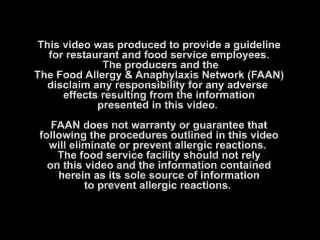 This video was produced to provide a guideline
for restaurant and food service employees.
The producers and the
The Food Allergy & Anaphylaxis Network (FAAN)
disclaim any responsibility for any adverse
effects resulting from the information
presented in this video.
FAAN does not warranty or guarantee that
following the procedures outlined in this video
will eliminate or prevent allergic reactions.
The food service facility should not rely
on this video and the information contained
herein as its sole source of information
to prevent allergic reactions.